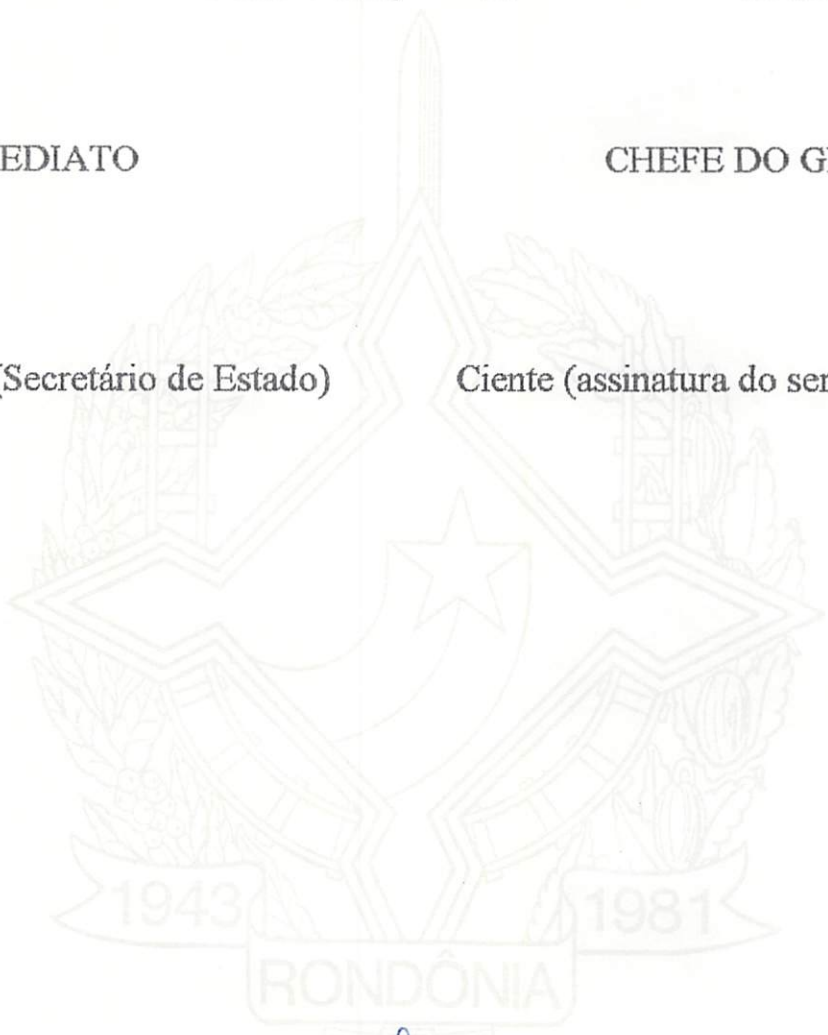 EDIATO CHEFE DO G
(Secretário de Estado) Ciente (assinatura do ser
1943 1981
RONDÔNIA